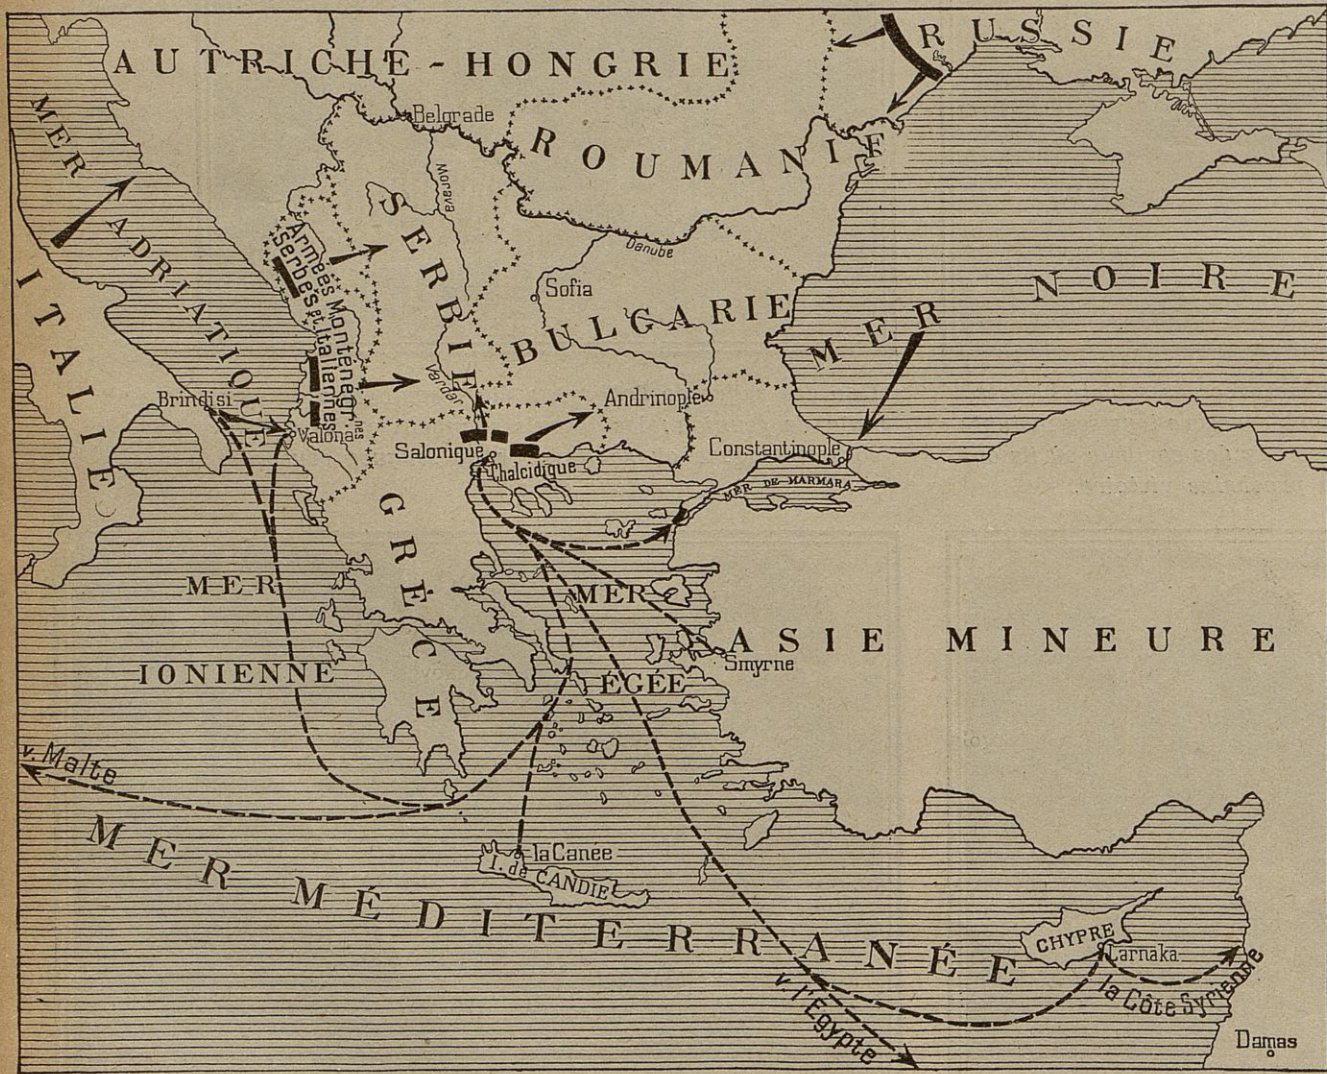 AUTRICHE-HONGRIE
RUSSIE
MER ADRIATIQUE
Belgrade
ROUMANIE
Morava
SERBIE
Danube
Armées Monténégr.nes
Serbes et Italiennes
Sofia
BULGARIE
MER NOIRE
ITALIE
Vardar
Brindisi
Valona
Andrinople
Salonique
Chalcidique
Constantinople
MER DE MARMARA
GRÈCE
MER IONIENNE
MER ÉGÉE
ASIE MINEURE
Smyrne
v. Malte
MER MÉDITERRANÉE
la Canée
I. de CANDIE
CHYPRE
Larnaka
la Côte Syrienne
v. l'Égypte
Damas